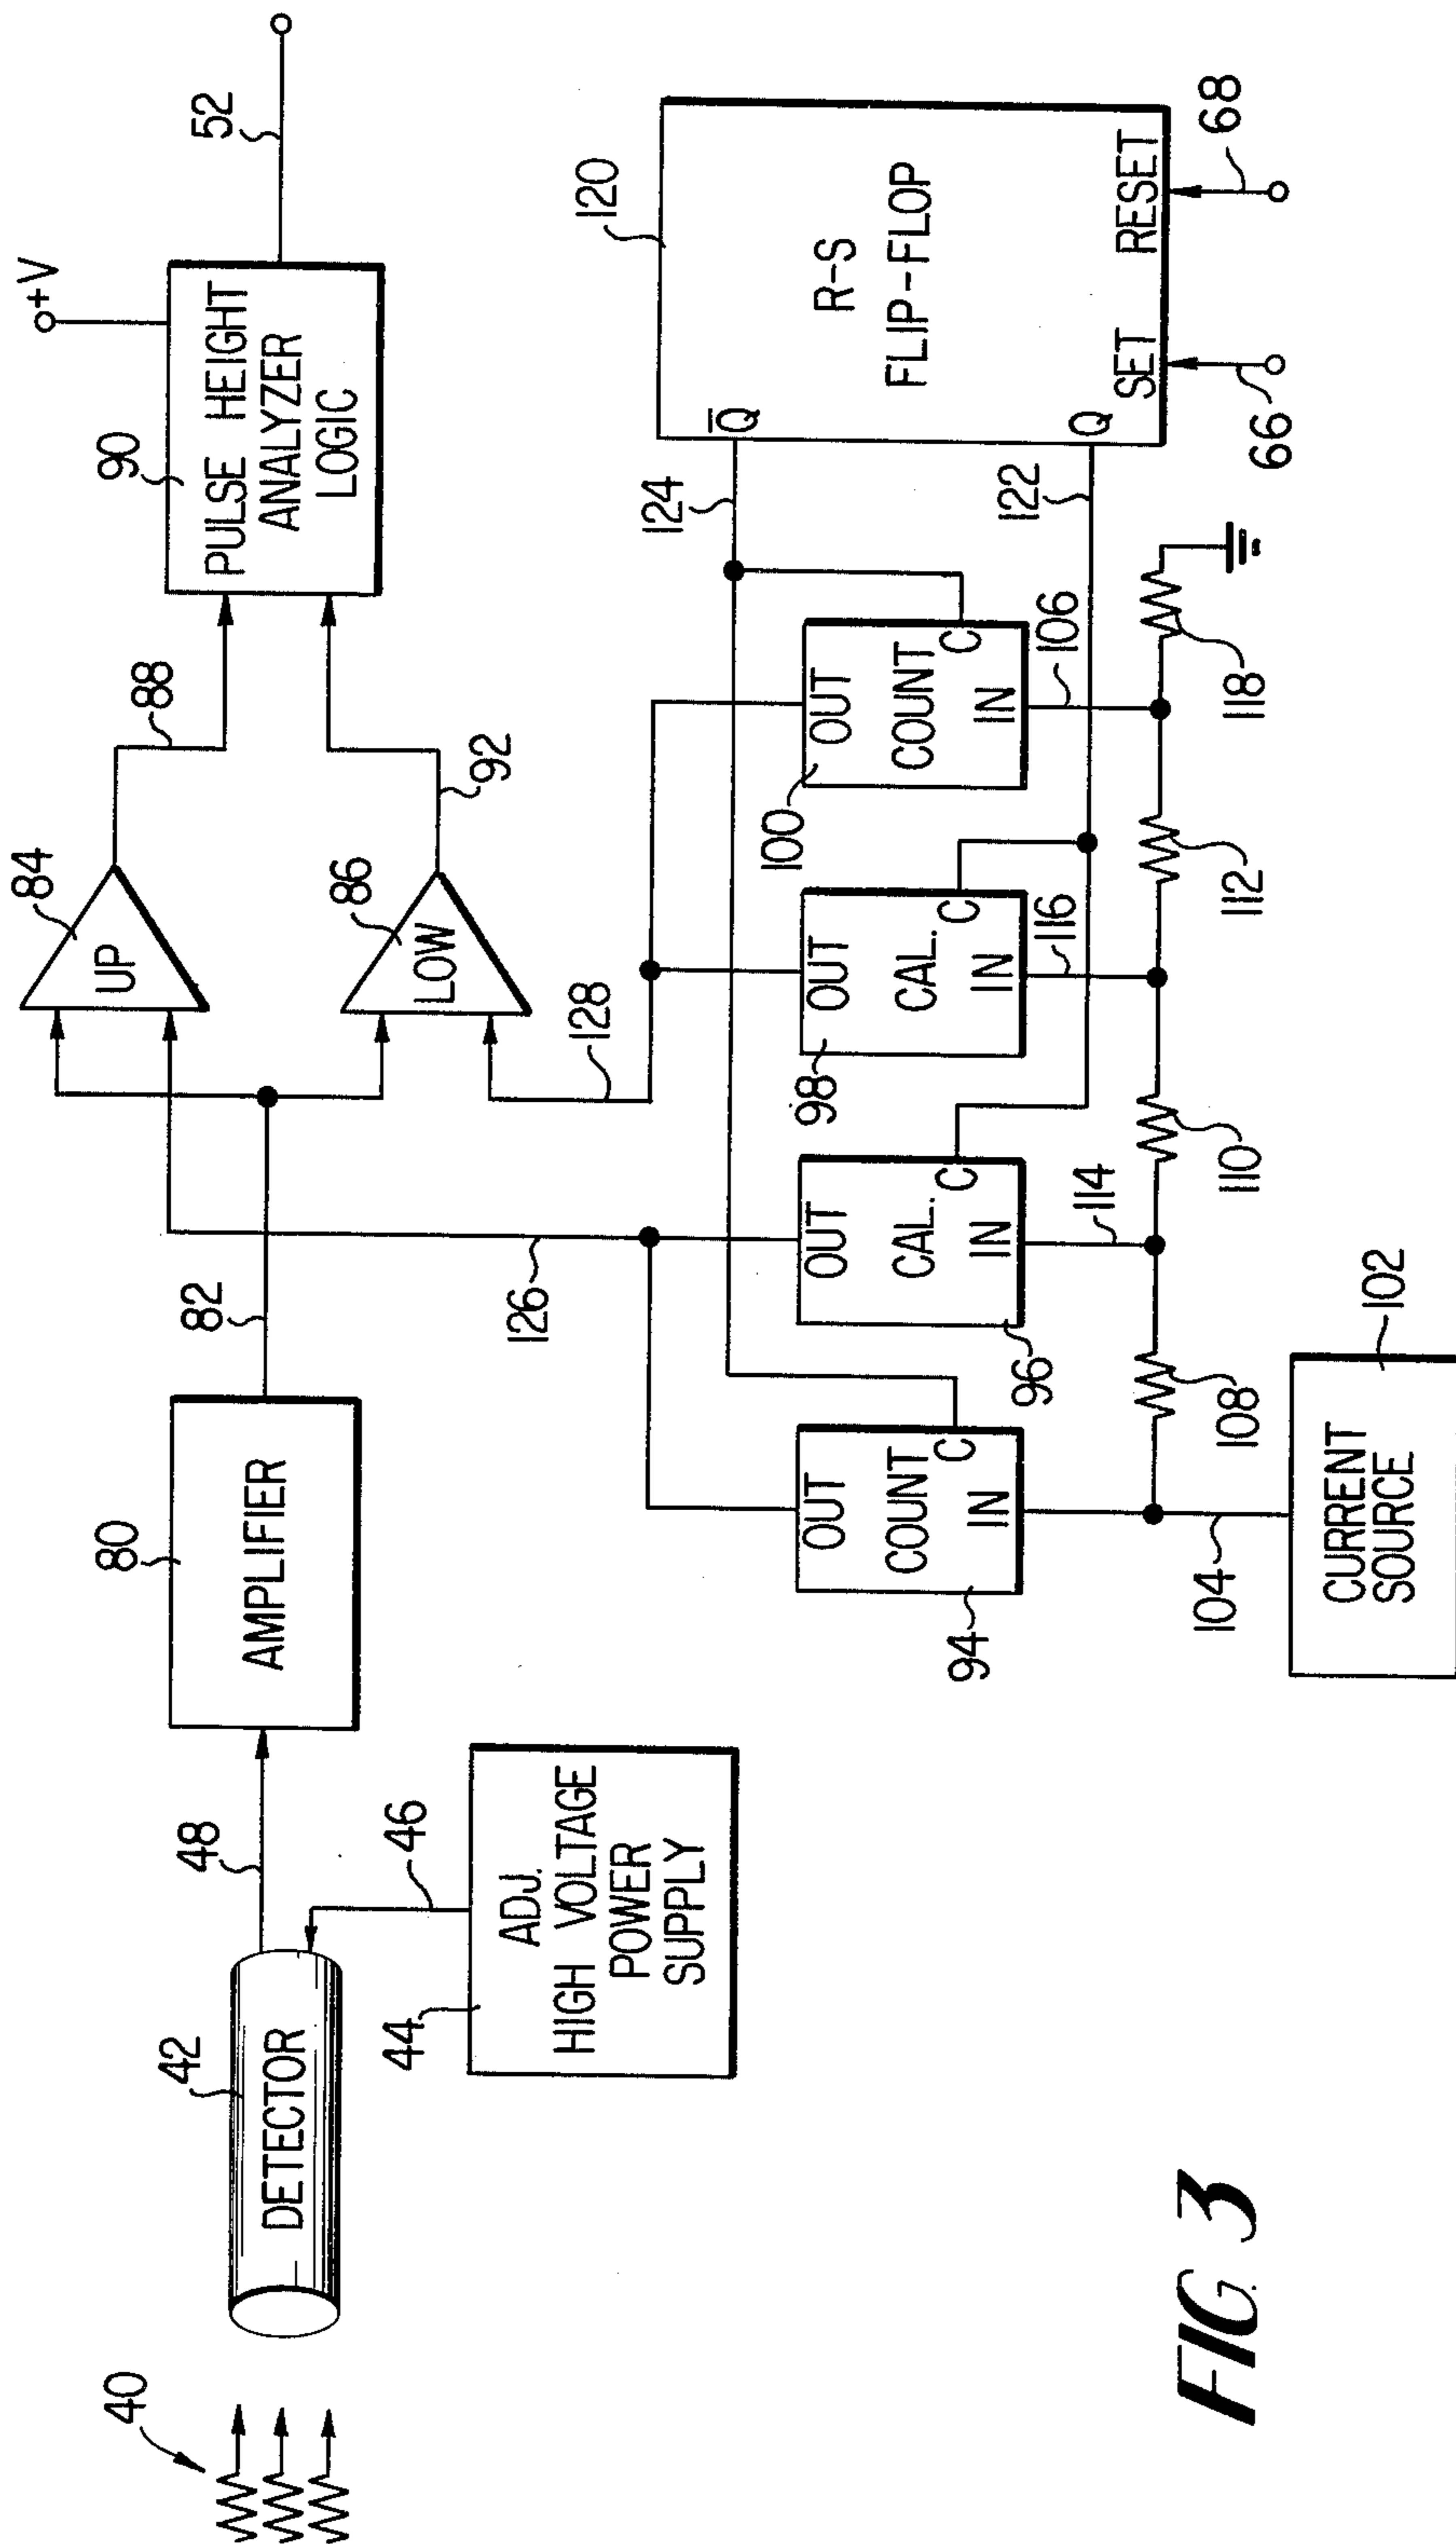 40
42
DETECTOR
48
80
AMPLIFIER
82
84
UP
88
90
PULSE HEIGHT
ANALYZER
LOGIC
+V
52
44
ADJ.
HIGH VOLTAGE
POWER
SUPPLY
46
126
86
LOW
92
128
94
OUT
COUNT
C
IN
96
OUT
CAL.
C
IN
98
OUT
CAL.
C
IN
100
OUT
COUNT
C
IN
124
122
120
R-S
FLIP-FLOP
Q̅
Q
SET
RESET
66
68
104
108
114
110
116
112
106
118
102
CURRENT
SOURCE
FIG. 3